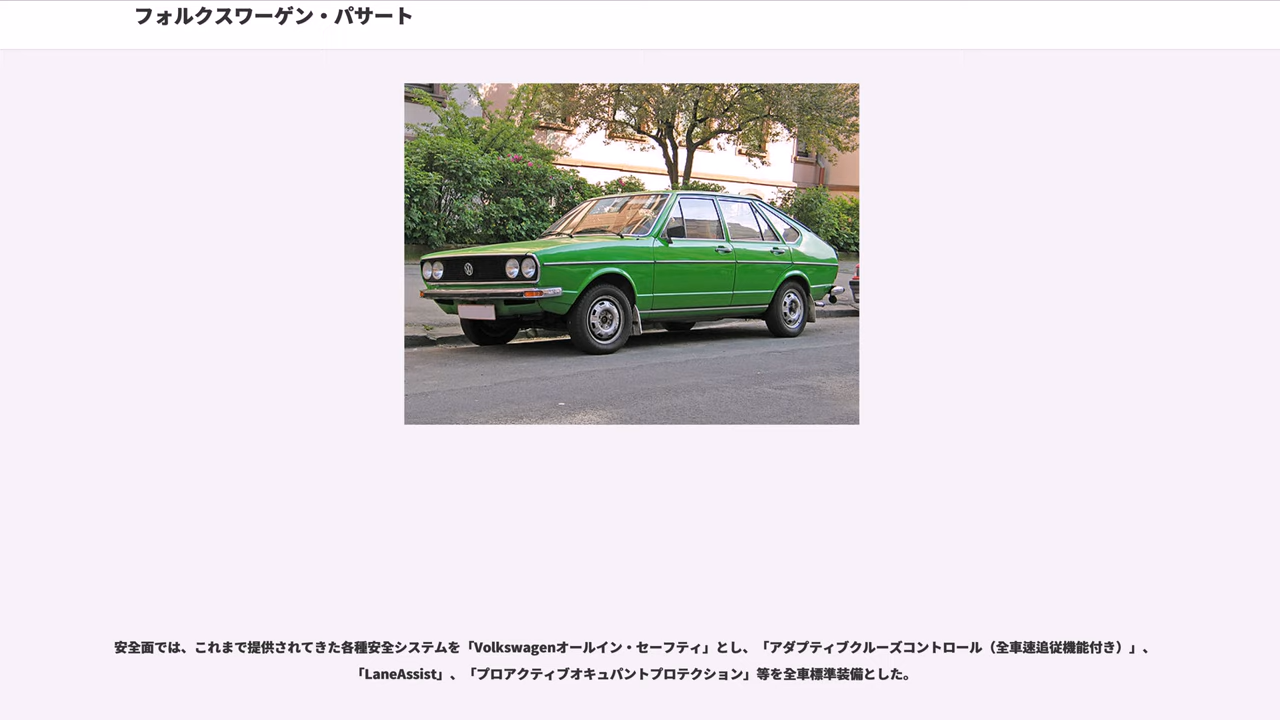 フォルクスワーゲン・パサート
安全面では、これまで提供されてきた各種安全システムを「Volkswagenオールイン・セーフティ」とし、「アダプティブクルーズコントロール（全車速追従機能付き）」、
「LaneAssist」、「プロアクティブオキュパントプロテクション」等を全車標準装備とした。